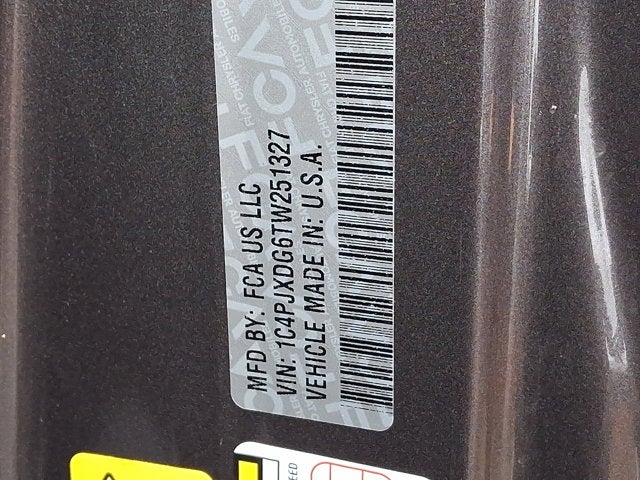 MFD BY: FCA US LLC
VIN: 1C4PJXDG6TW251327
VEHICLE MADE IN: U.S.A.